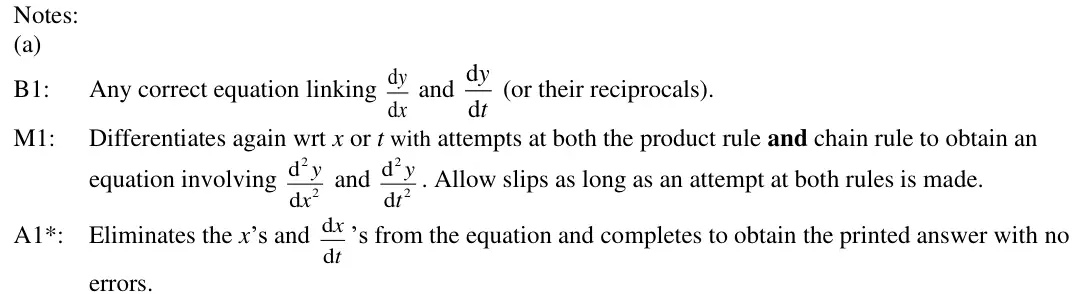 Notes:
(a)
B1: Any correct equation linking dy/dx and dy/dt (or their reciprocals).
M1: Differentiates again wrt x or t with attempts at both the product rule and chain rule to obtain an
equation involving d²y/dx² and d²y/dt². Allow slips as long as an attempt at both rules is made.
A1*: Eliminates the x's and dx/dt 's from the equation and completes to obtain the printed answer with no
errors.